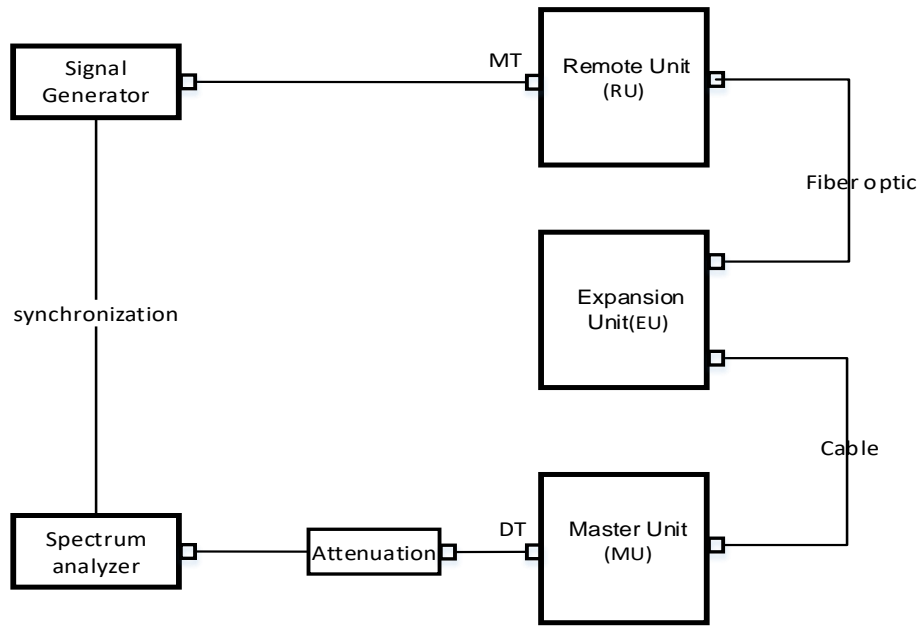 Signal
Generator
MT
Remote Unit
(RU)
Fiber optic
synchronization
Expansion
Unit(EU)
Cable
Spectrum
analyzer
Attenuation
DT
Master Unit
(MU)